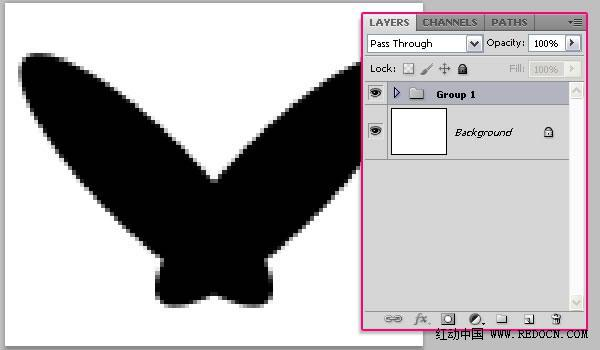 LAYERS CHANNELS PATHS
Pass Through Opacity: 100%
Lock: Fill: 100%
Group 1
Background
fx
红动中国 WWW.REDOCN.COM